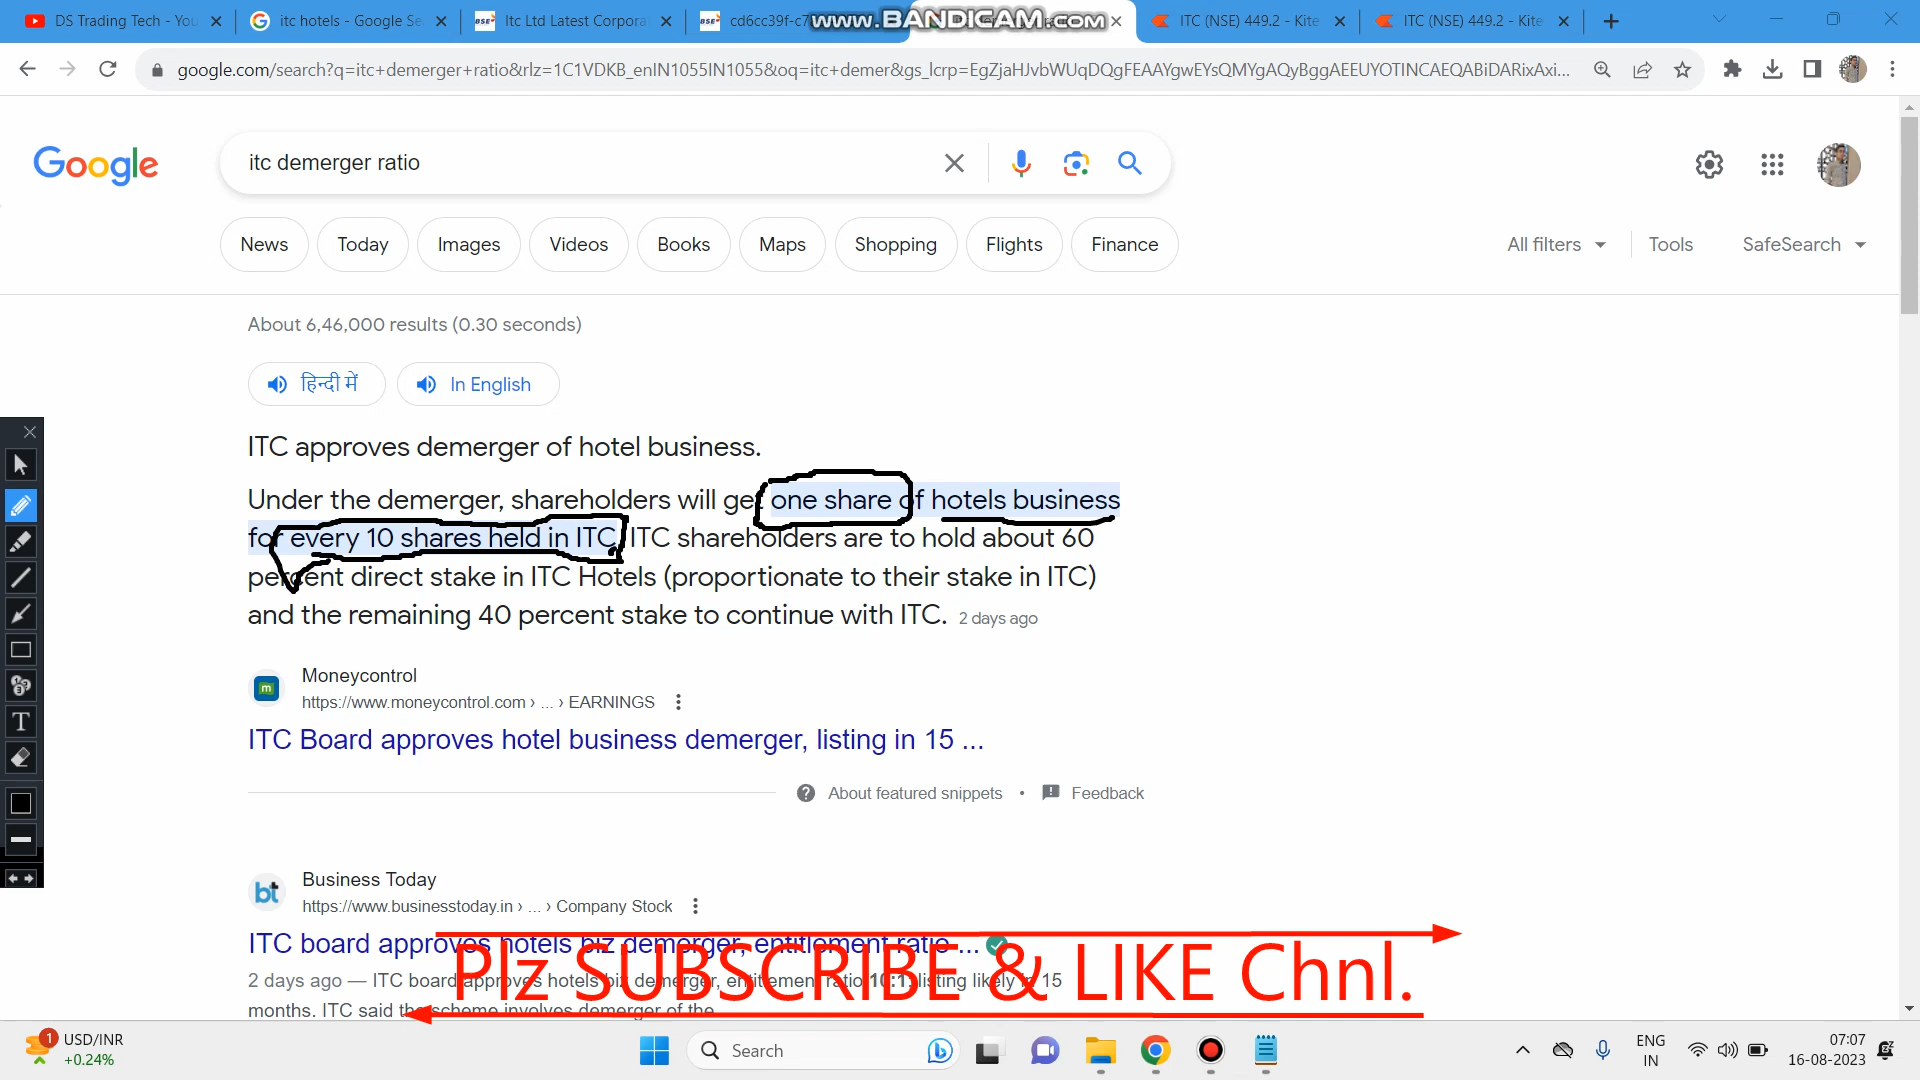 DS Trading Tech - You
itc hotels - Google Se
Itc Ltd Latest Corpora
cd6cc39f-c7
www.BANDICAM.com
ITC (NSE) 449.2 - Kite
ITC (NSE) 449.2 - Kite
google.com/search?q=itc+demerger+ratio&rlz=1C1VDKB_enIN1055IN1055&oq=itc+demer&gs_lcrp=EgZjaHJvbWUqDQgFEAAYgwEYsQMYgAQyBggAEEUYOTINCAEQABiDARixAxi...
Google
itc demerger ratio
News
Today
Images
Videos
Books
Maps
Shopping
Flights
Finance
All filters
Tools
SafeSearch
About 6,46,000 results (0.30 seconds)
हिन्दी में
In English
ITC approves demerger of hotel business.
Under the demerger, shareholders will get one share of hotels business
for every 10 shares held in ITC. ITC shareholders are to hold about 60
percent direct stake in ITC Hotels (proportionate to their stake in ITC)
and the remaining 40 percent stake to continue with ITC. 2 days ago
Moneycontrol
https://www.moneycontrol.com › ... › EARNINGS
ITC Board approves hotel business demerger, listing in 15 ...
About featured snippets • Feedback
bt
Business Today
https://www.businesstoday.in › ... › Company Stock
ITC board approves hotels biz demerger, entitlement ratio ...
2 days ago — ITC board approves hotels biz demerger, entitlement ratio 10:1; listing likely in 15
months. ITC said the scheme involves demerger of the
Plz SUBSCRIBE & LIKE Chnl.
1
USD/INR
+0.24%
Search
ENG
IN
07:07
16-08-2023